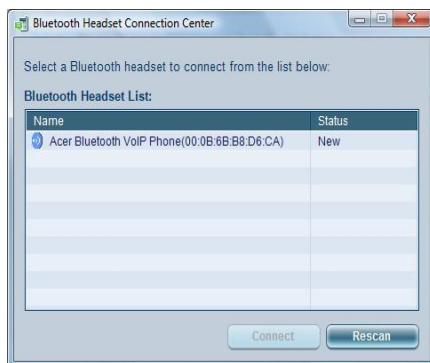 Bluetooth Headset Connection Center
Select a Bluetooth headset to connect from the list below:
Bluetooth Headset List:
Name Status
Acer Bluetooth VoIP Phone(00:0B:6B:B8:D6:CA) New
Connect Rescan